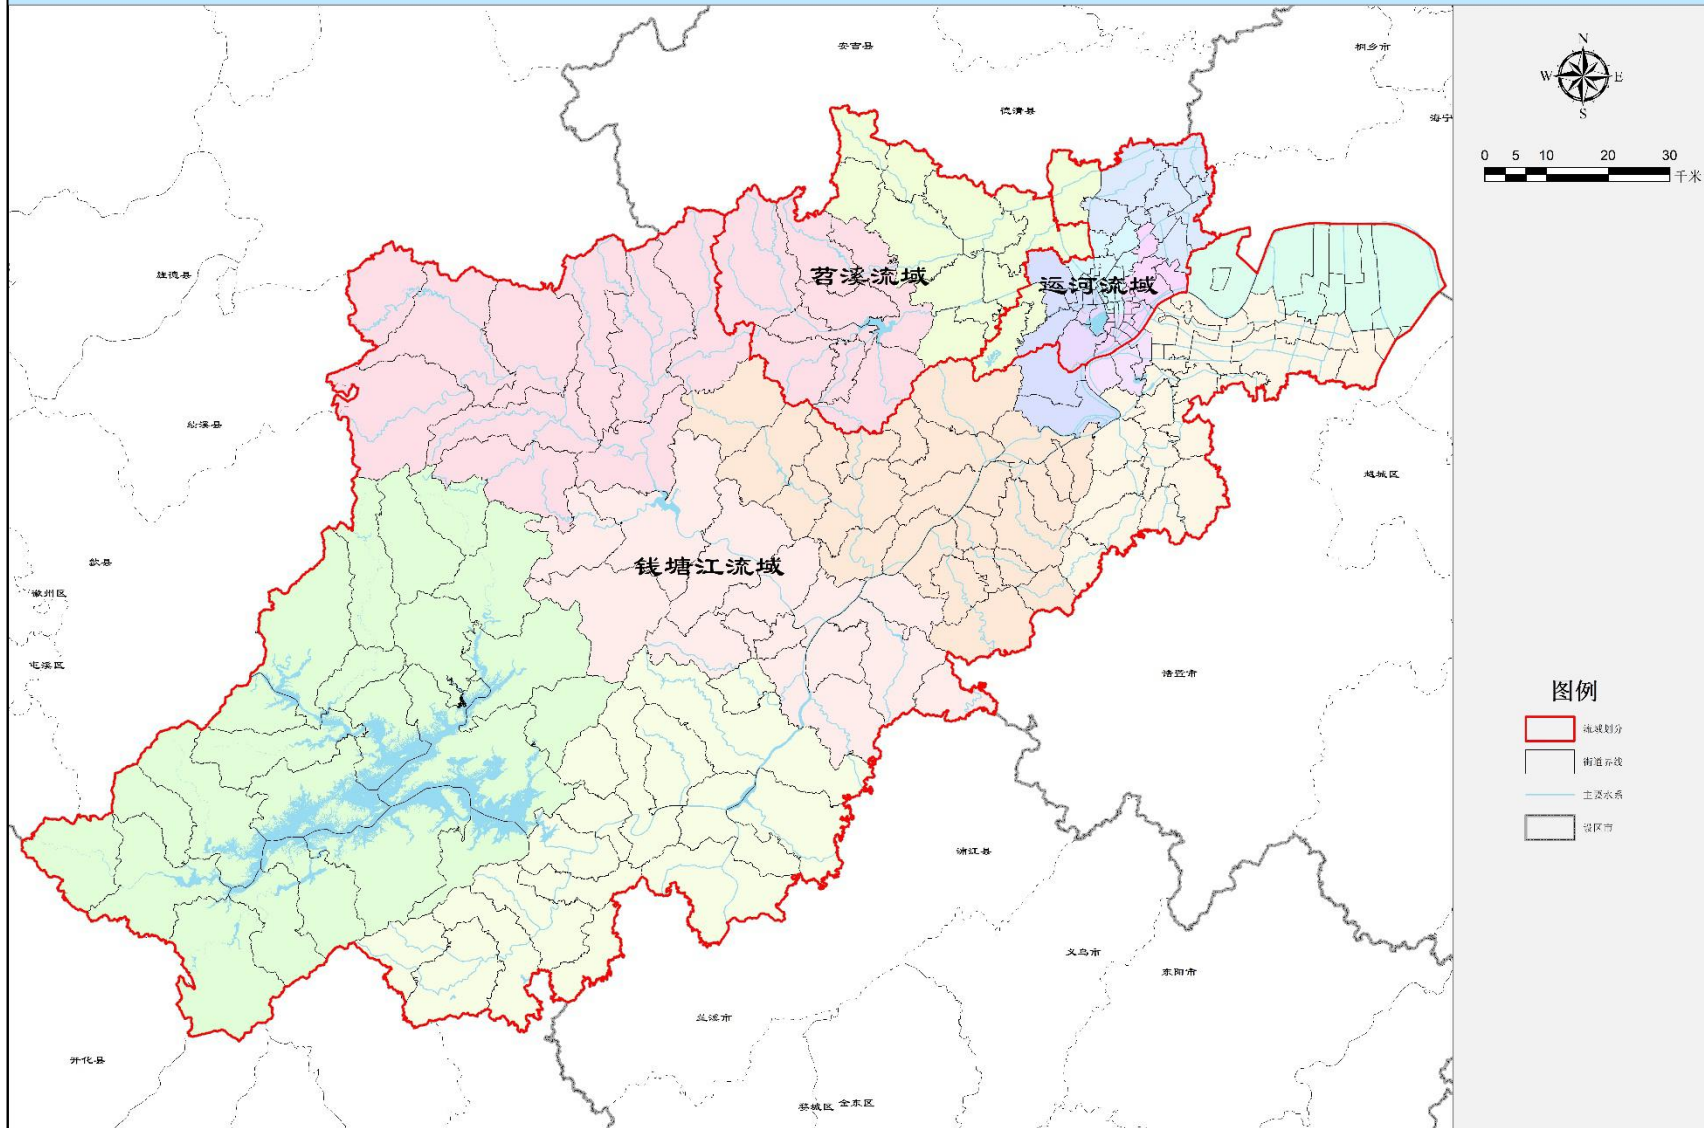 安吉县
桐乡市
德清县
海宁
N
W
E
S
0 5 10 20 30
千米
旌德县
苕溪流域
运河流域
绩溪县
越城区
歙县
钱塘江流域
徽州区
屯溪区
诸暨市
图例
流域划分
街道界线
主要水系
设区市
浦江县
义乌市
东阳市
兰溪市
开化县
婺城区
金东区